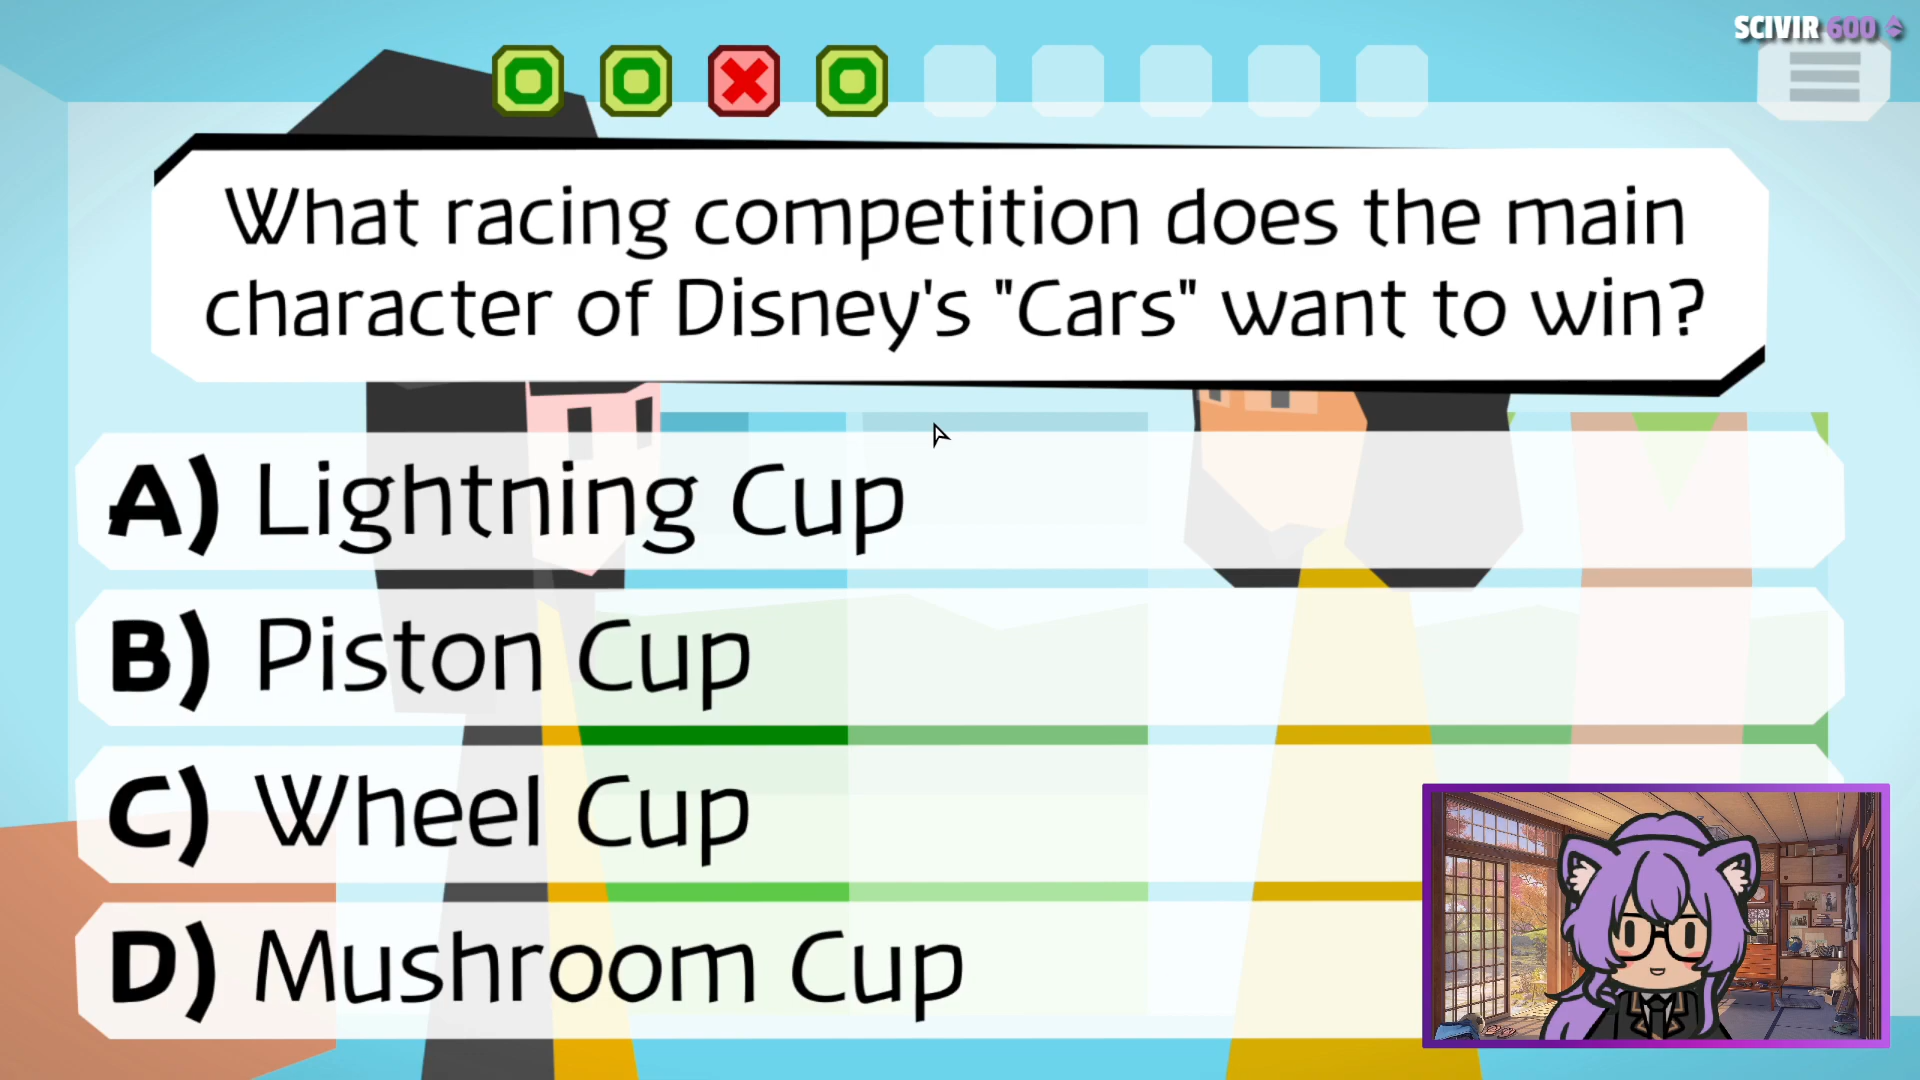 SCIVIR 600
What racing competition does the main
character of Disney's "Cars" want to win?
A) Lightning Cup
B) Piston Cup
C) Wheel Cup
D) Mushroom Cup